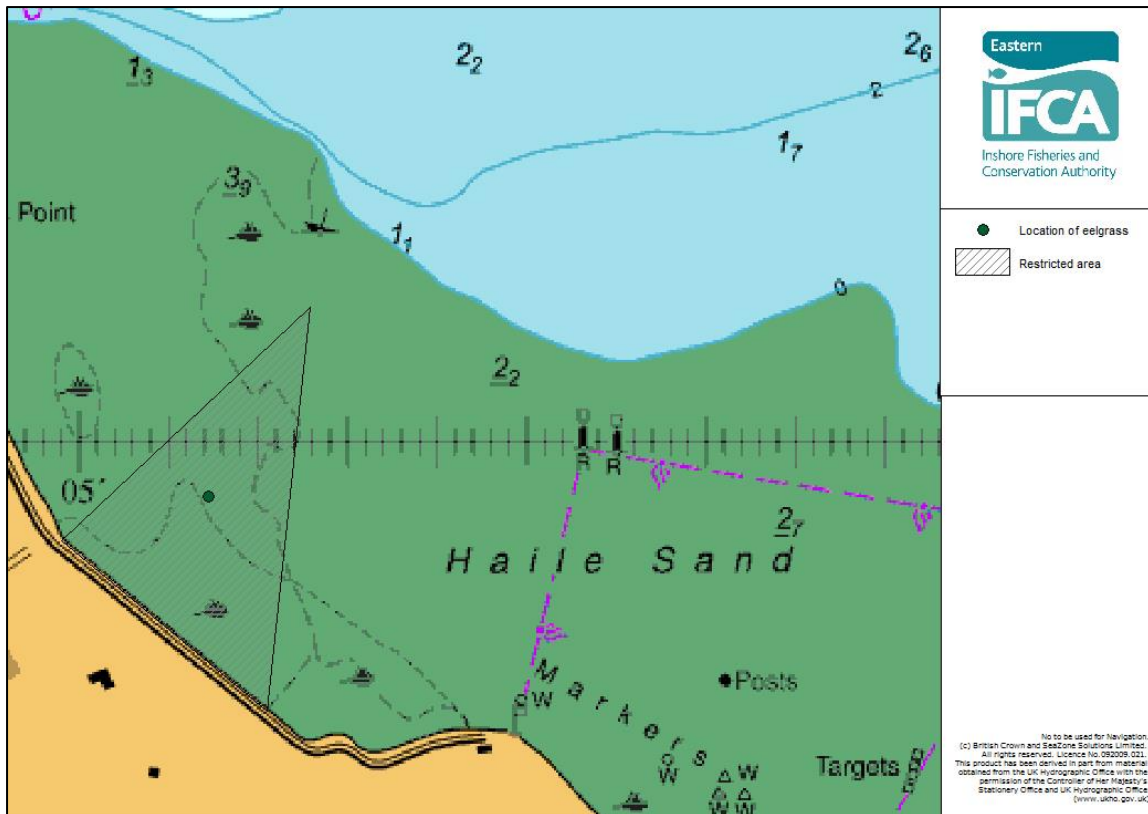 1₃
2₂
2₆
2
1₇
3₉
Point
1₁
0
2₂
R
R
05´
2₇
Haile Sand
Markers
W
Posts
W
W
W W
Targets
Eastern
IFCA
Inshore Fisheries and
Conservation Authority
Location of eelgrass
Restricted area
No to be used for Navigation.
(c) British Crown and SeaZone Solutions Limited.
All rights reserved. Licence No. 092009.021.
This product has been derived in part from material
obtained from the UK Hydrographic Office with the
permission of the Controller of Her Majesty's
Stationery Office and UK Hydrographic Office
(www.ukho.gov.uk)